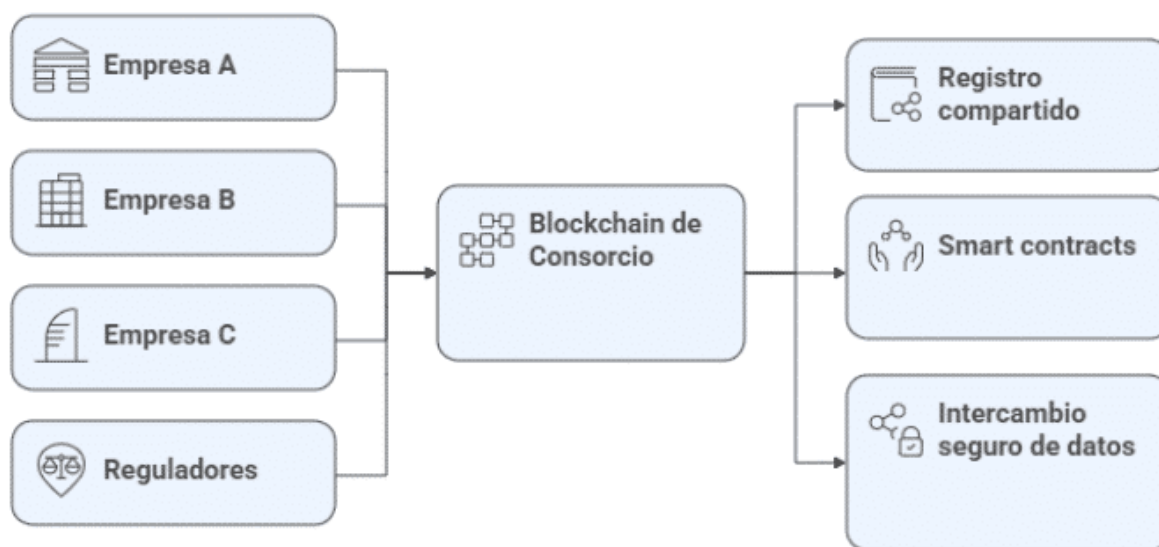 Empresa A
Empresa B
Empresa C
Reguladores
Blockchain de
Consorcio
Registro
compartido
Smart contracts
Intercambio
seguro de datos